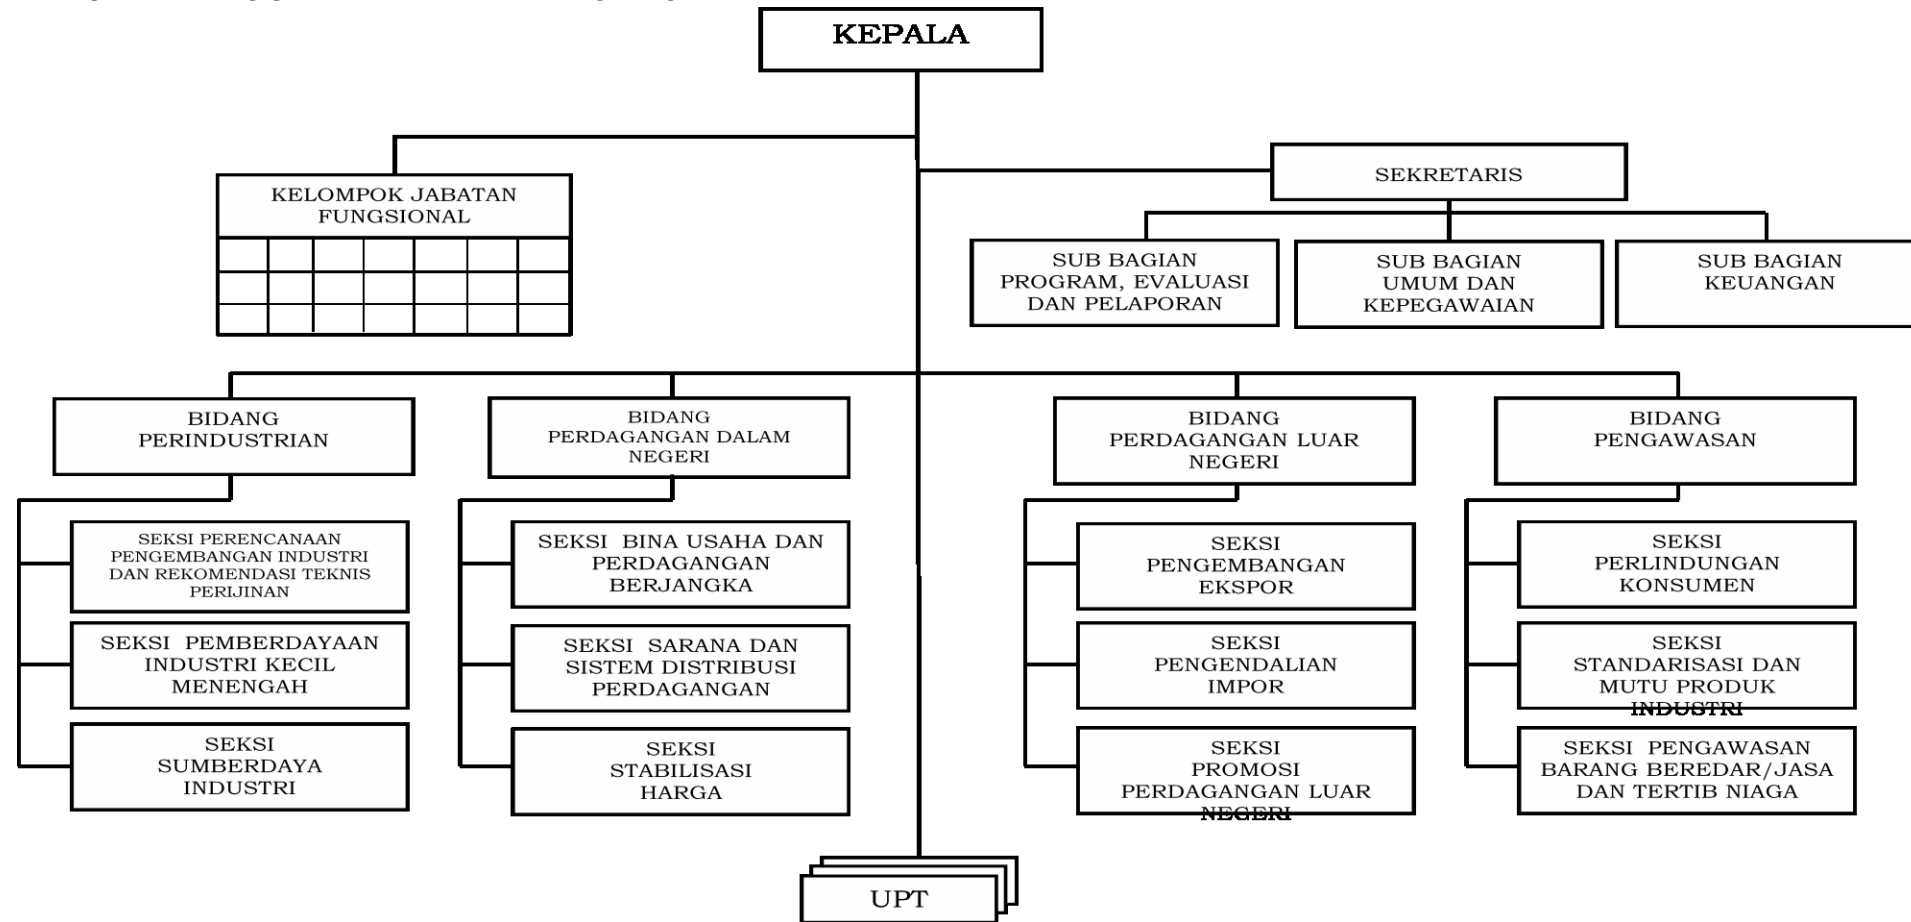 KEPALA
SEKRETARIS
KELOMPOK JABATAN
FUNGSIONAL
SUB BAGIAN
PROGRAM, EVALUASI
DAN PELAPORAN
SUB BAGIAN
UMUM DAN
KEPEGAWAIAN
SUB BAGIAN
KEUANGAN
BIDANG
PERINDUSTRIAN
BIDANG
PERDAGANGAN DALAM
NEGERI
BIDANG
PERDAGANGAN LUAR
NEGERI
BIDANG
PENGAWASAN
SEKSI PERENCANAAN
PENGEMBANGAN INDUSTRI
DAN REKOMENDASI TEKNIS
PERIJINAN
SEKSI PEMBERDAYAAN
INDUSTRI KECIL
MENENGAH
SEKSI
SUMBERDAYA
INDUSTRI
SEKSI BINA USAHA DAN
PERDAGANGAN
BERJANGKA
SEKSI SARANA DAN
SISTEM DISTRIBUSI
PERDAGANGAN
SEKSI
STABILISASI
HARGA
SEKSI
PENGEMBANGAN
EKSPOR
SEKSI
PENGENDALIAN
IMPOR
SEKSI
PROMOSI
PERDAGANGAN LUAR
NEGERI
SEKSI
PERLINDUNGAN
KONSUMEN
SEKSI
STANDARISASI DAN
MUTU PRODUK
INDUSTRI
SEKSI PENGAWASAN
BARANG BEREDAR/JASA
DAN TERTIB NIAGA
UPT